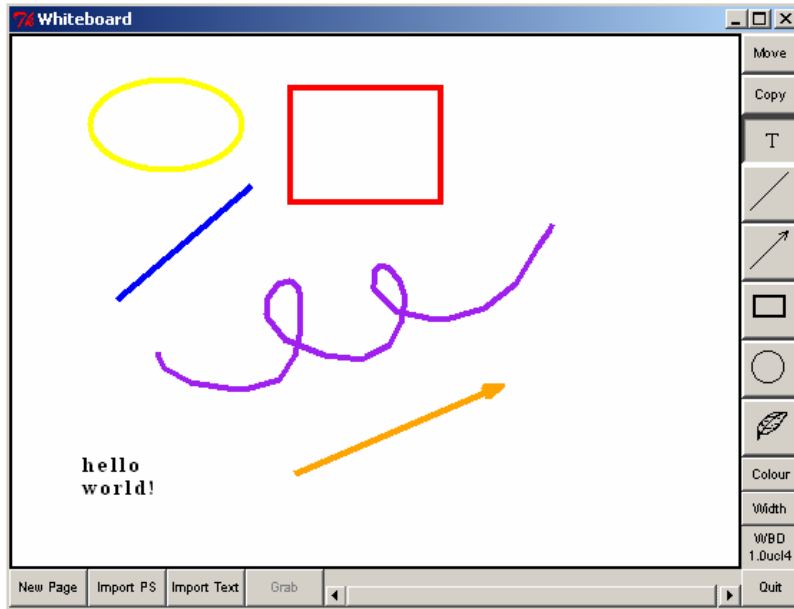 Whiteboard
Move
Copy
T
hello
world!
Colour
Width
WBD
1.0ucl4
New Page Import PS Import Text Grab Quit